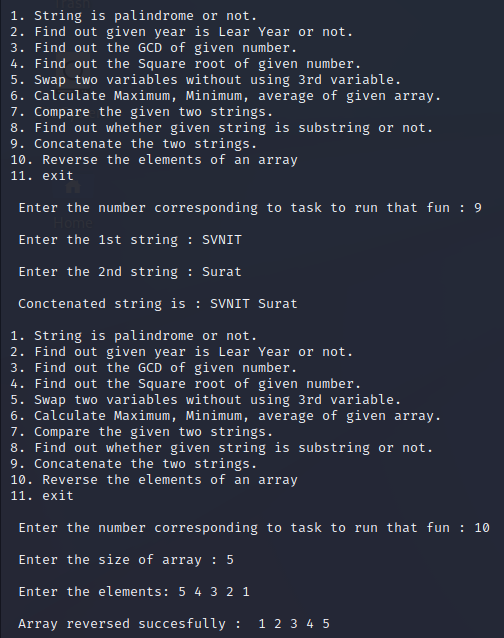 1. String is palindrome or not.
2. Find out given year is Lear Year or not.
3. Find out the GCD of given number.
4. Find out the Square root of given number.
5. Swap two variables without using 3rd variable.
6. Calculate Maximum, Minimum, average of given array.
7. Compare the given two strings.
8. Find out whether given string is substring or not.
9. Concatenate the two strings.
10. Reverse the elements of an array
11. exit
Enter the number corresponding to task to run that fun : 9
Home
Enter the 1st string : SVNIT
Enter the 2nd string : Surat
Conctenated string is : SVNIT Surat
1. String is palindrome or not.
2. Find out given year is Lear Year or not.
3. Find out the GCD of given number.
4. Find out the Square root of given number.
5. Swap two variables without using 3rd variable.
6. Calculate Maximum, Minimum, average of given array.
7. Compare the given two strings.
8. Find out whether given string is substring or not.
9. Concatenate the two strings.
10. Reverse the elements of an array
11. exit
Enter the number corresponding to task to run that fun : 10
Enter the size of array : 5
Enter the elements: 5 4 3 2 1
Array reversed succesfully :  1 2 3 4 5